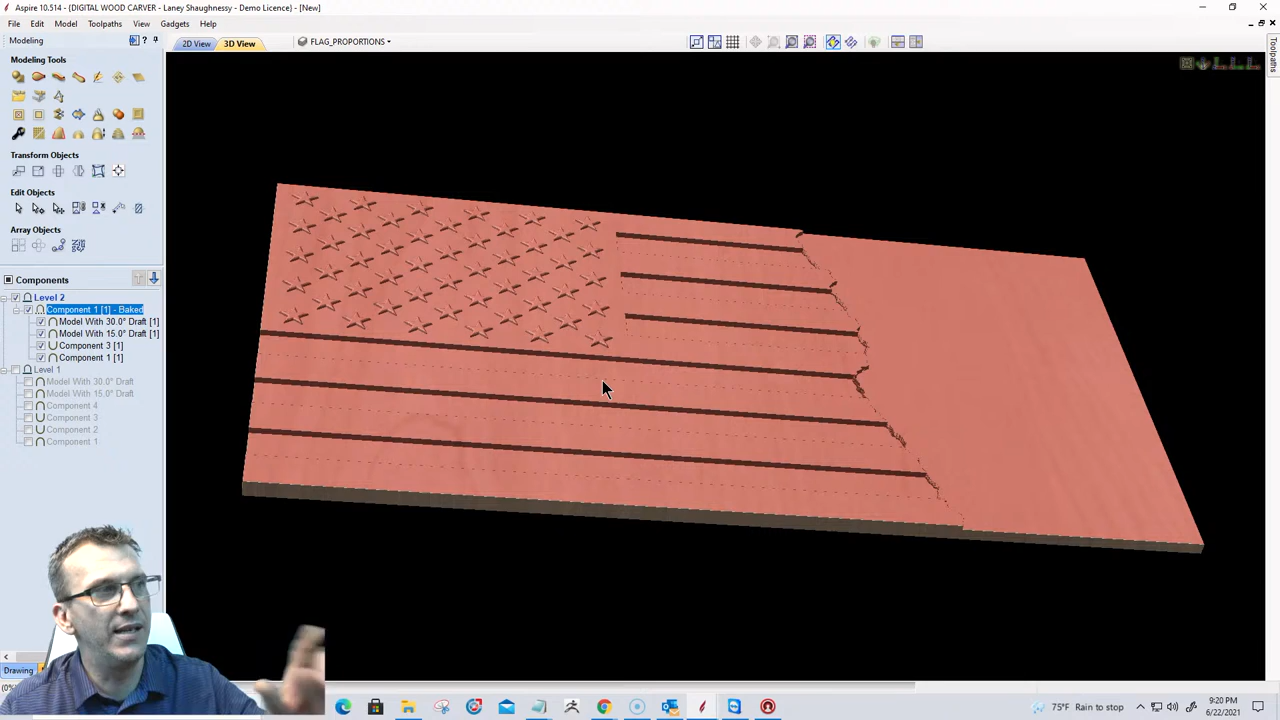 Aspire 10.514 - (DIGITAL WOOD CARVER - Laney Shaughnessy - Demo Licence) - [New]
File Edit Model Toolpaths View Gadgets Help
Modeling ? 2D View 3D View FLAG_PROPORTIONS
Toolpaths
Modeling Tools
Transform Objects
Edit Objects
Array Objects
Components
Level 2
Component 1 [1] - Baked
Model With 30.0° Draft [1]
Model With 15.0° Draft [1]
Component 3 [1]
Component 1 [1]
Level 1
Model With 30.0° Draft
Model With 15.0° Draft
Component 4
Component 3
Component 2
Component 1
Drawing
75°F Rain to stop
9:20 PM
6/22/2021